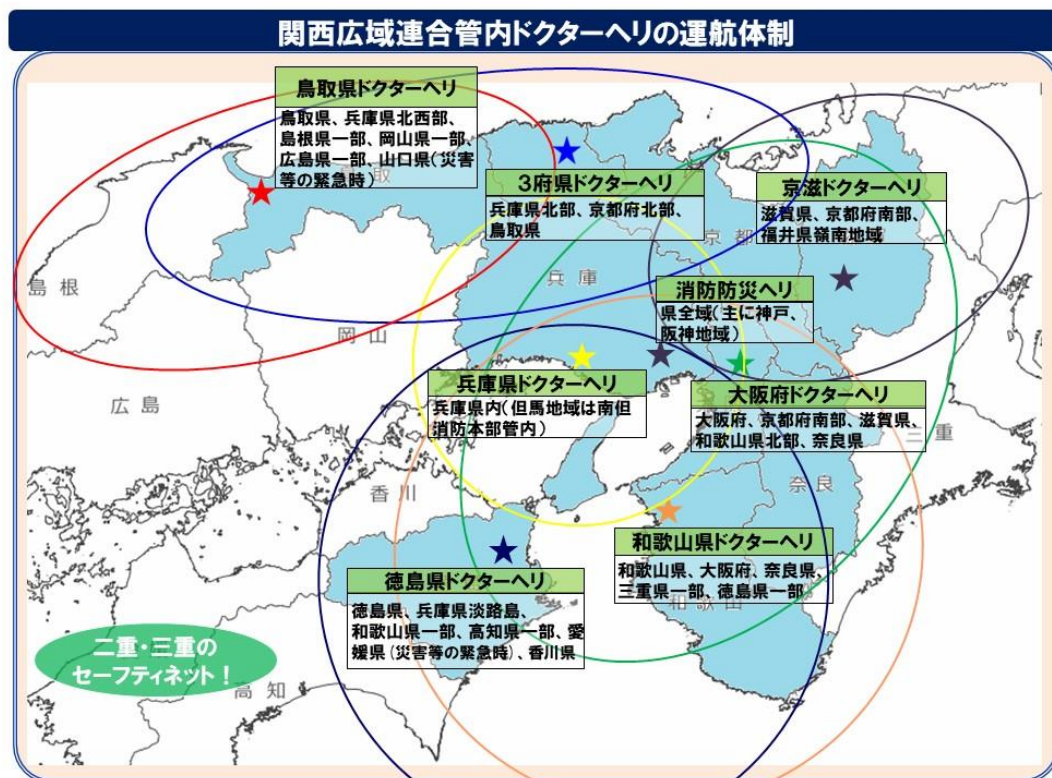 関西広域連合管内ドクターヘリの運航体制
鳥取県ドクターヘリ
鳥取県、兵庫県北西部、
島根県一部、岡山県一部、
広島県一部、山口県(災害
等の緊急時)
取
3府県ドクターヘリ
兵庫県北部、京都府北部、
鳥取県
京滋ドクターヘリ
滋賀県、京都府南部、
福井県嶺南地域
京都
兵庫
島根
岡山
広島
消防防災ヘリ
県全域(主に神戸、
阪神地域)
兵庫県ドクターヘリ
兵庫県内(但馬地域は南但
消防本部管内)
大阪府ドクターヘリ
大阪府、京都府南部、滋賀県、
和歌山県北部、奈良県
三重
香川
奈良
和歌山県ドクターヘリ
和歌山県、大阪府、奈良県、
三重県一部、徳島県一部
和歌山
徳島県ドクターヘリ
徳島県、兵庫県淡路島、
和歌山県一部、高知県一部、愛
媛県(災害等の緊急時)、香川県
二重・三重の
セーフティネット!
高知